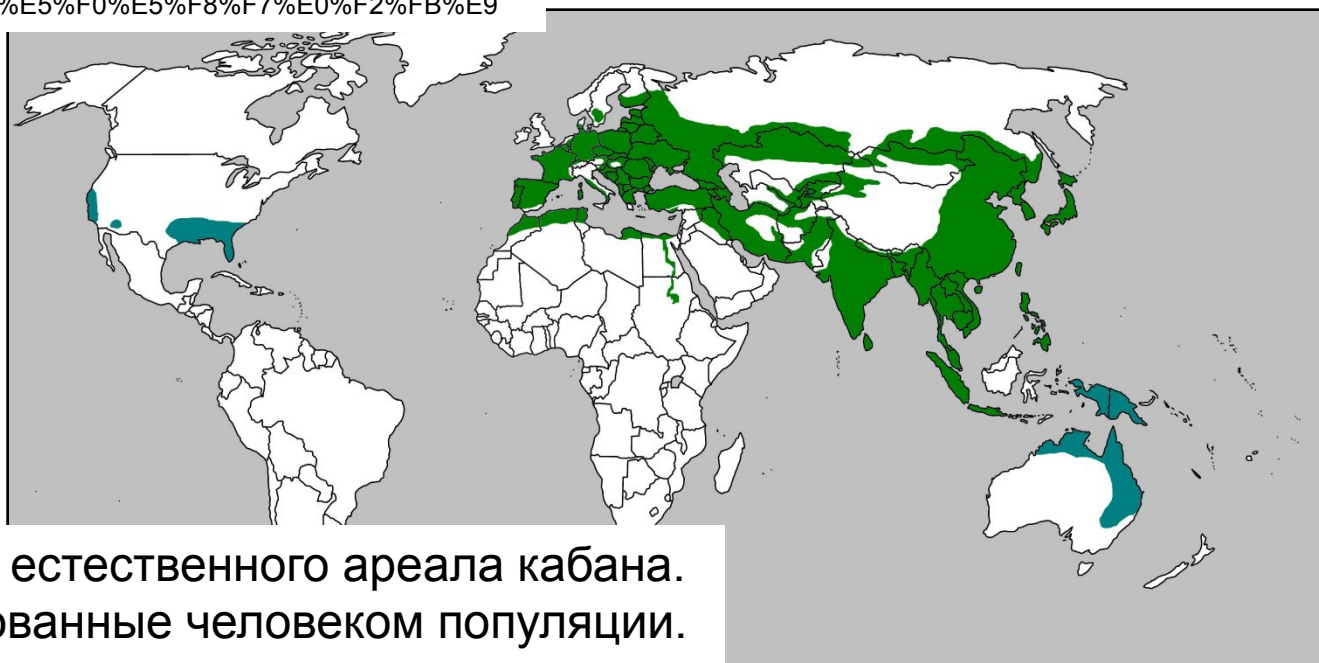 %E5%F0%E5%F8%F7%E0%F2%FB%E9
естественного ареала кабана.
ованные человеком популяции.